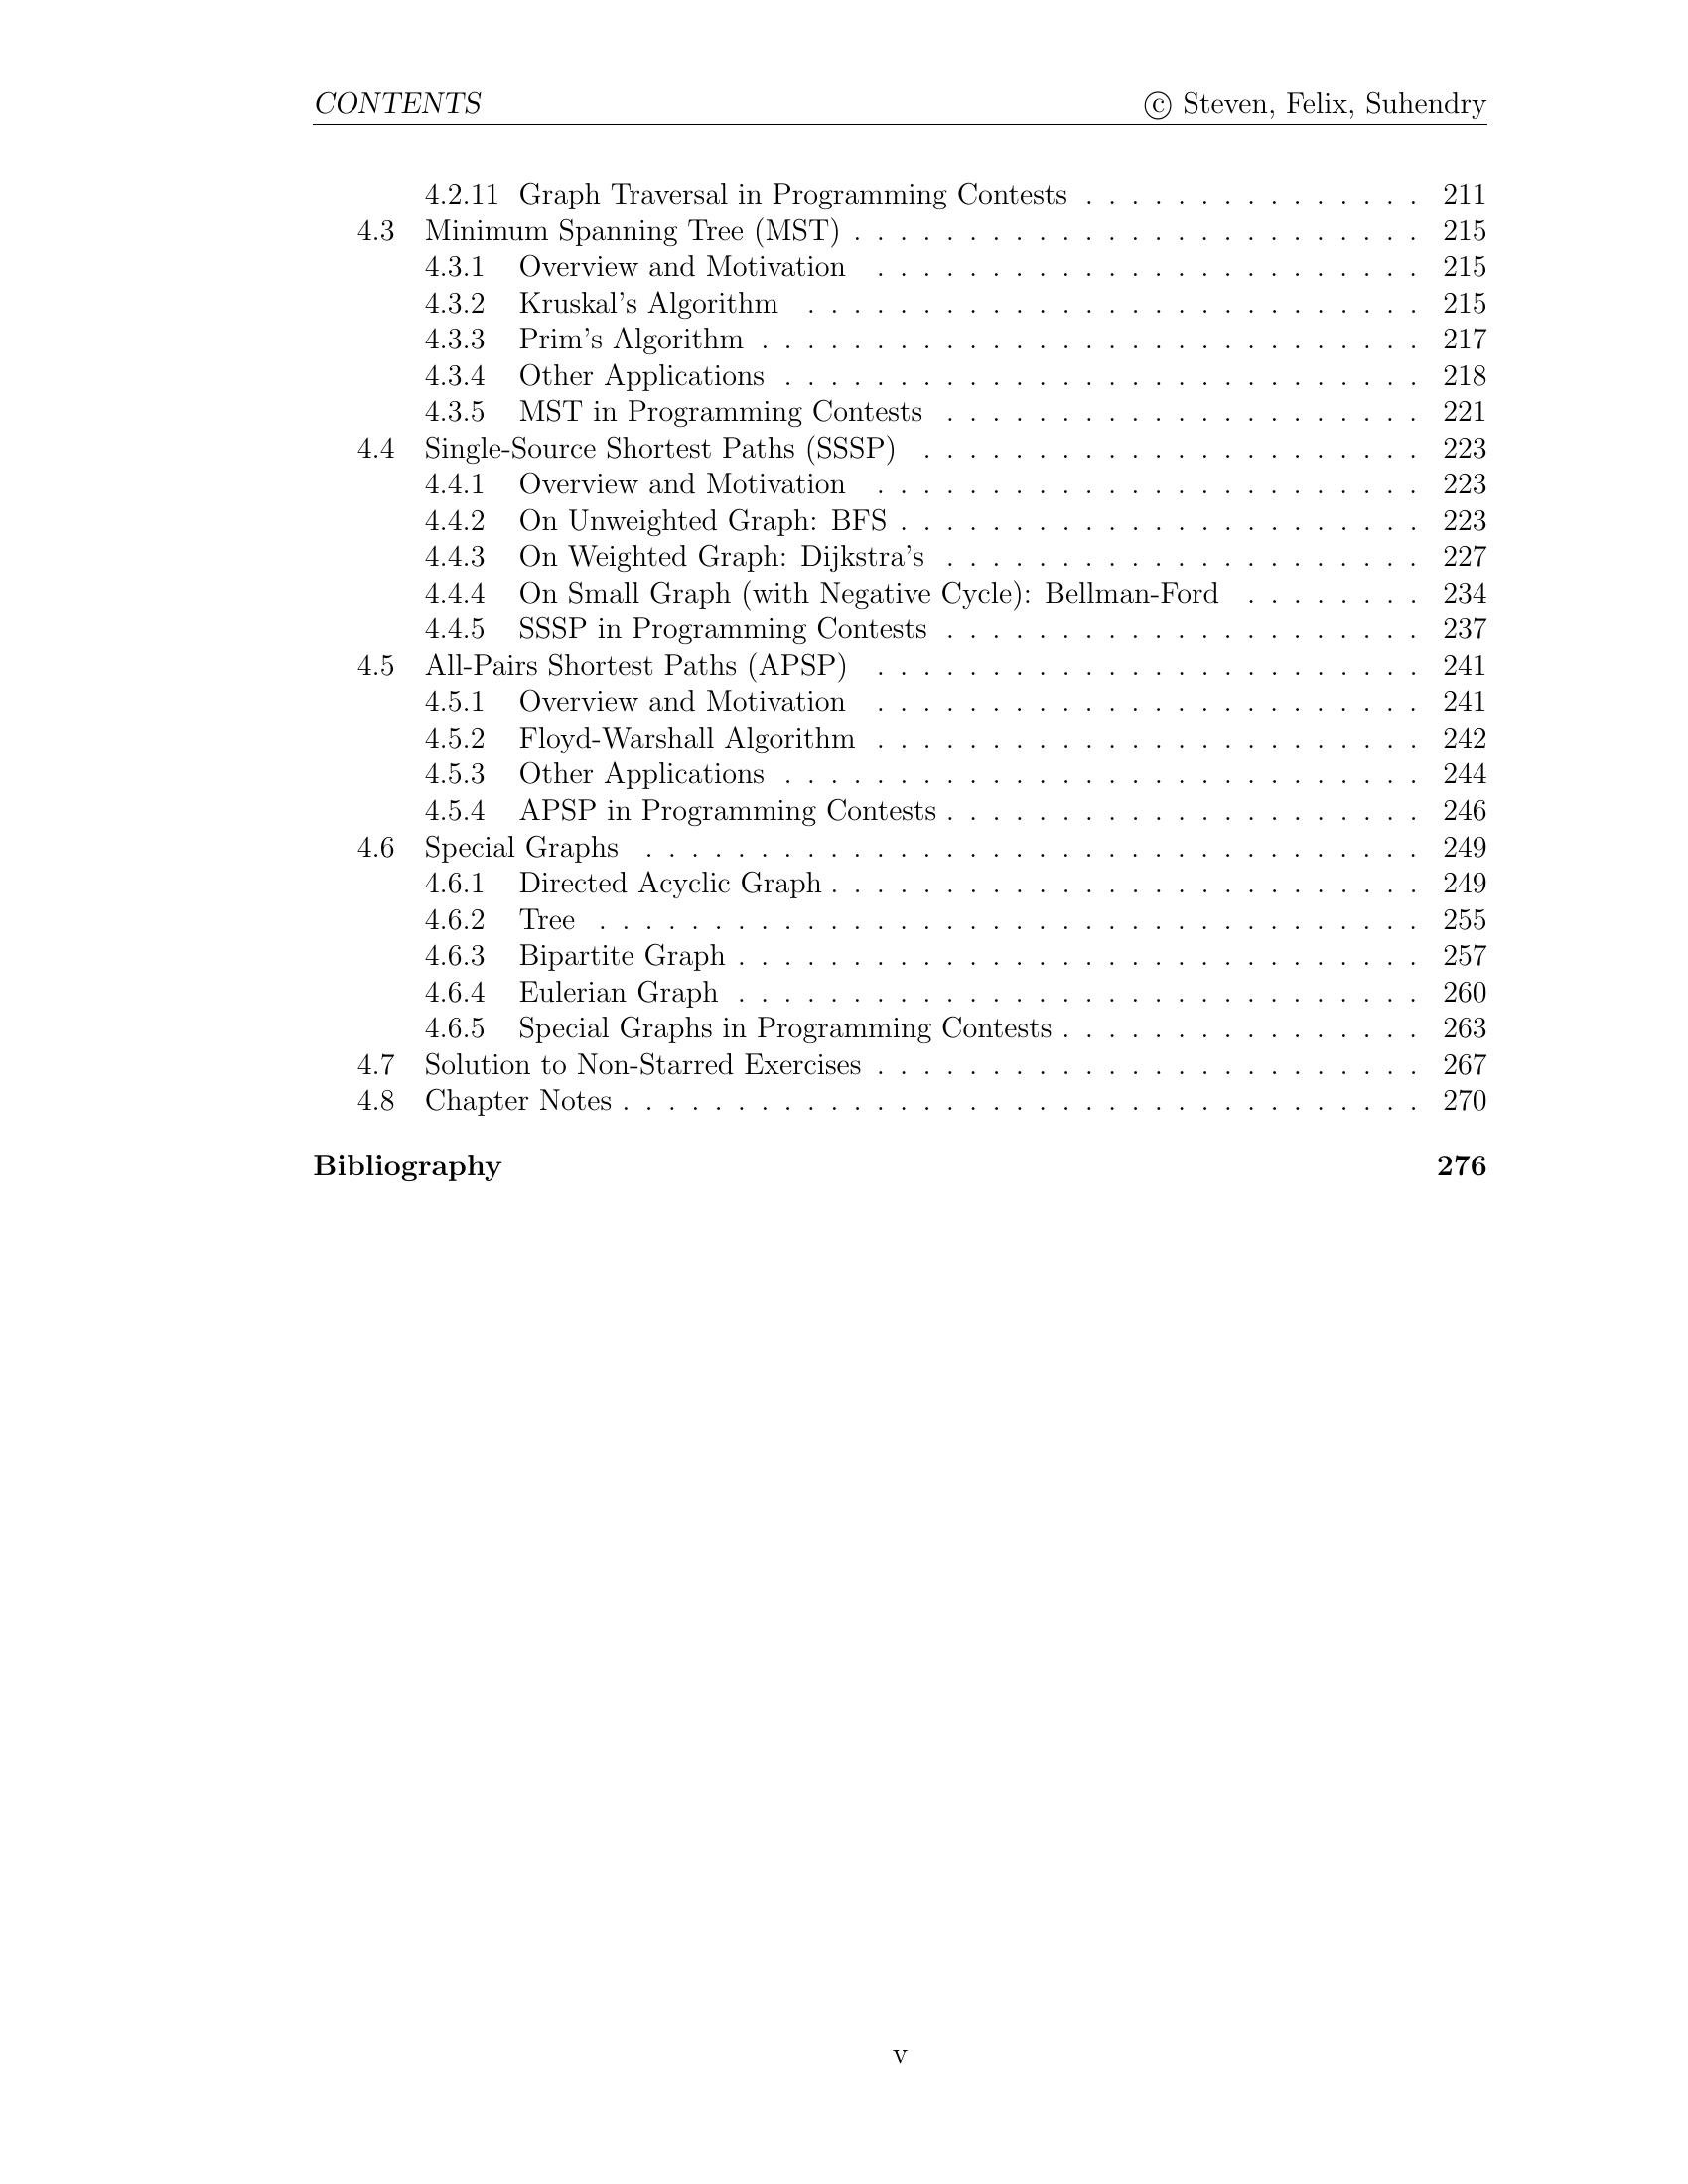 CONTENTS © Steven, Felix, Suhendry
4.2.11 Graph Traversal in Programming Contests . . . . . . . . . . . . . . . 211
4.3 Minimum Spanning Tree (MST) . . . . . . . . . . . . . . . . . . . . . . . . . 215
4.3.1 Overview and Motivation . . . . . . . . . . . . . . . . . . . . . . . . 215
4.3.2 Kruskal's Algorithm . . . . . . . . . . . . . . . . . . . . . . . . . . . 215
4.3.3 Prim's Algorithm . . . . . . . . . . . . . . . . . . . . . . . . . . . . . 217
4.3.4 Other Applications . . . . . . . . . . . . . . . . . . . . . . . . . . . . 218
4.3.5 MST in Programming Contests . . . . . . . . . . . . . . . . . . . . . 221
4.4 Single-Source Shortest Paths (SSSP) . . . . . . . . . . . . . . . . . . . . . . 223
4.4.1 Overview and Motivation . . . . . . . . . . . . . . . . . . . . . . . . 223
4.4.2 On Unweighted Graph: BFS . . . . . . . . . . . . . . . . . . . . . . . 223
4.4.3 On Weighted Graph: Dijkstra's . . . . . . . . . . . . . . . . . . . . . 227
4.4.4 On Small Graph (with Negative Cycle): Bellman-Ford . . . . . . . . 234
4.4.5 SSSP in Programming Contests . . . . . . . . . . . . . . . . . . . . . 237
4.5 All-Pairs Shortest Paths (APSP) . . . . . . . . . . . . . . . . . . . . . . . . 241
4.5.1 Overview and Motivation . . . . . . . . . . . . . . . . . . . . . . . . 241
4.5.2 Floyd-Warshall Algorithm . . . . . . . . . . . . . . . . . . . . . . . . 242
4.5.3 Other Applications . . . . . . . . . . . . . . . . . . . . . . . . . . . . 244
4.5.4 APSP in Programming Contests . . . . . . . . . . . . . . . . . . . . . 246
4.6 Special Graphs . . . . . . . . . . . . . . . . . . . . . . . . . . . . . . . . . . 249
4.6.1 Directed Acyclic Graph . . . . . . . . . . . . . . . . . . . . . . . . . . 249
4.6.2 Tree . . . . . . . . . . . . . . . . . . . . . . . . . . . . . . . . . . . . 255
4.6.3 Bipartite Graph . . . . . . . . . . . . . . . . . . . . . . . . . . . . . . 257
4.6.4 Eulerian Graph . . . . . . . . . . . . . . . . . . . . . . . . . . . . . . 260
4.6.5 Special Graphs in Programming Contests . . . . . . . . . . . . . . . . 263
4.7 Solution to Non-Starred Exercises . . . . . . . . . . . . . . . . . . . . . . . . 267
4.8 Chapter Notes . . . . . . . . . . . . . . . . . . . . . . . . . . . . . . . . . . . 270
Bibliography 276
v